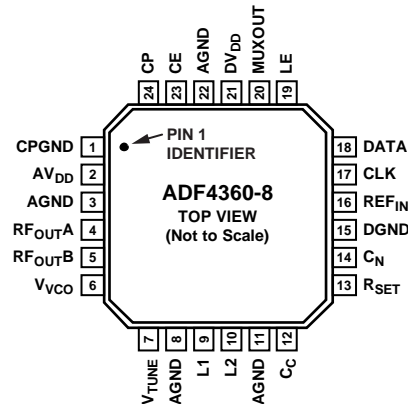 CP
CE
AGND
DVDD
MUXOUT
LE
24
23
22
21
20
19
CPGND 1
AVDD 2
AGND 3
RFOUTA 4
RFOUTB 5
VVCO 6
PIN 1
IDENTIFIER
ADF4360-8
TOP VIEW
(Not to Scale)
18 DATA
17 CLK
16 REFIN
15 DGND
14 CN
13 RSET
7
8
9
10
11
12
VTUNE
AGND
L1
L2
AGND
CC